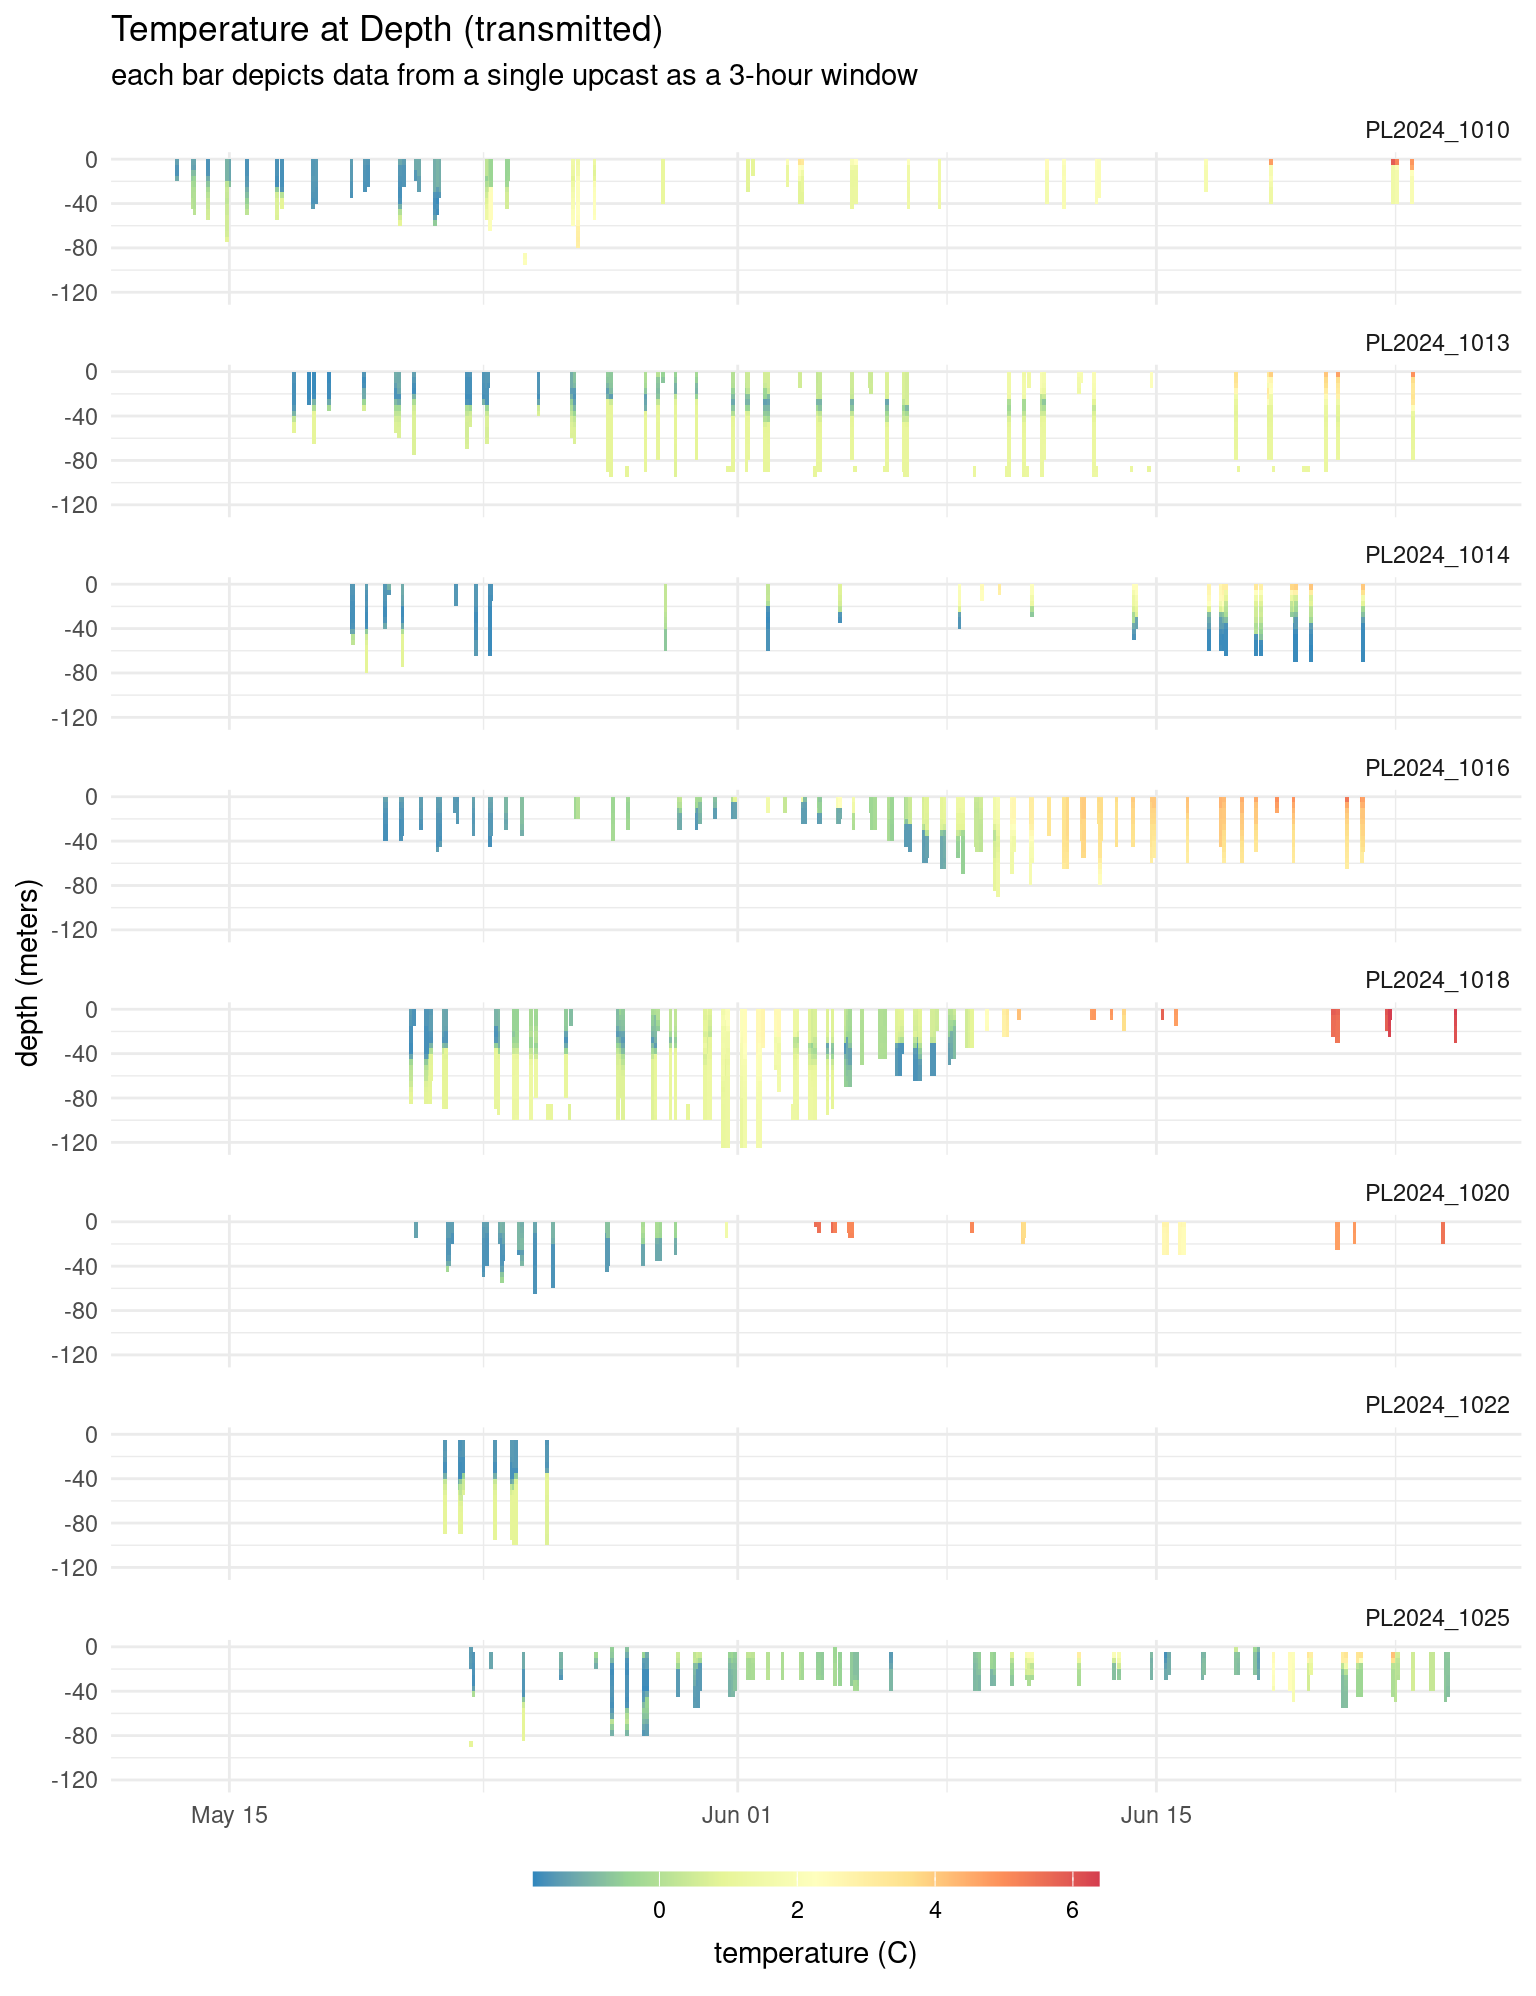 Temperature at Depth (transmitted)
each bar depicts data from a single upcast as a 3-hour window
PL2024_1010
0
-40
-80
-120
PL2024_1013
0
-40
-80
-120
PL2024_1014
0
-40
-80
-120
PL2024_1016
0
-40
-80
-120
depth (meters)
PL2024_1018
0
-40
-80
-120
PL2024_1020
0
-40
-80
-120
PL2024_1022
0
-40
-80
-120
PL2024_1025
0
-40
-80
-120
May 15 Jun 01 Jun 15
0 2 4 6
temperature (C)